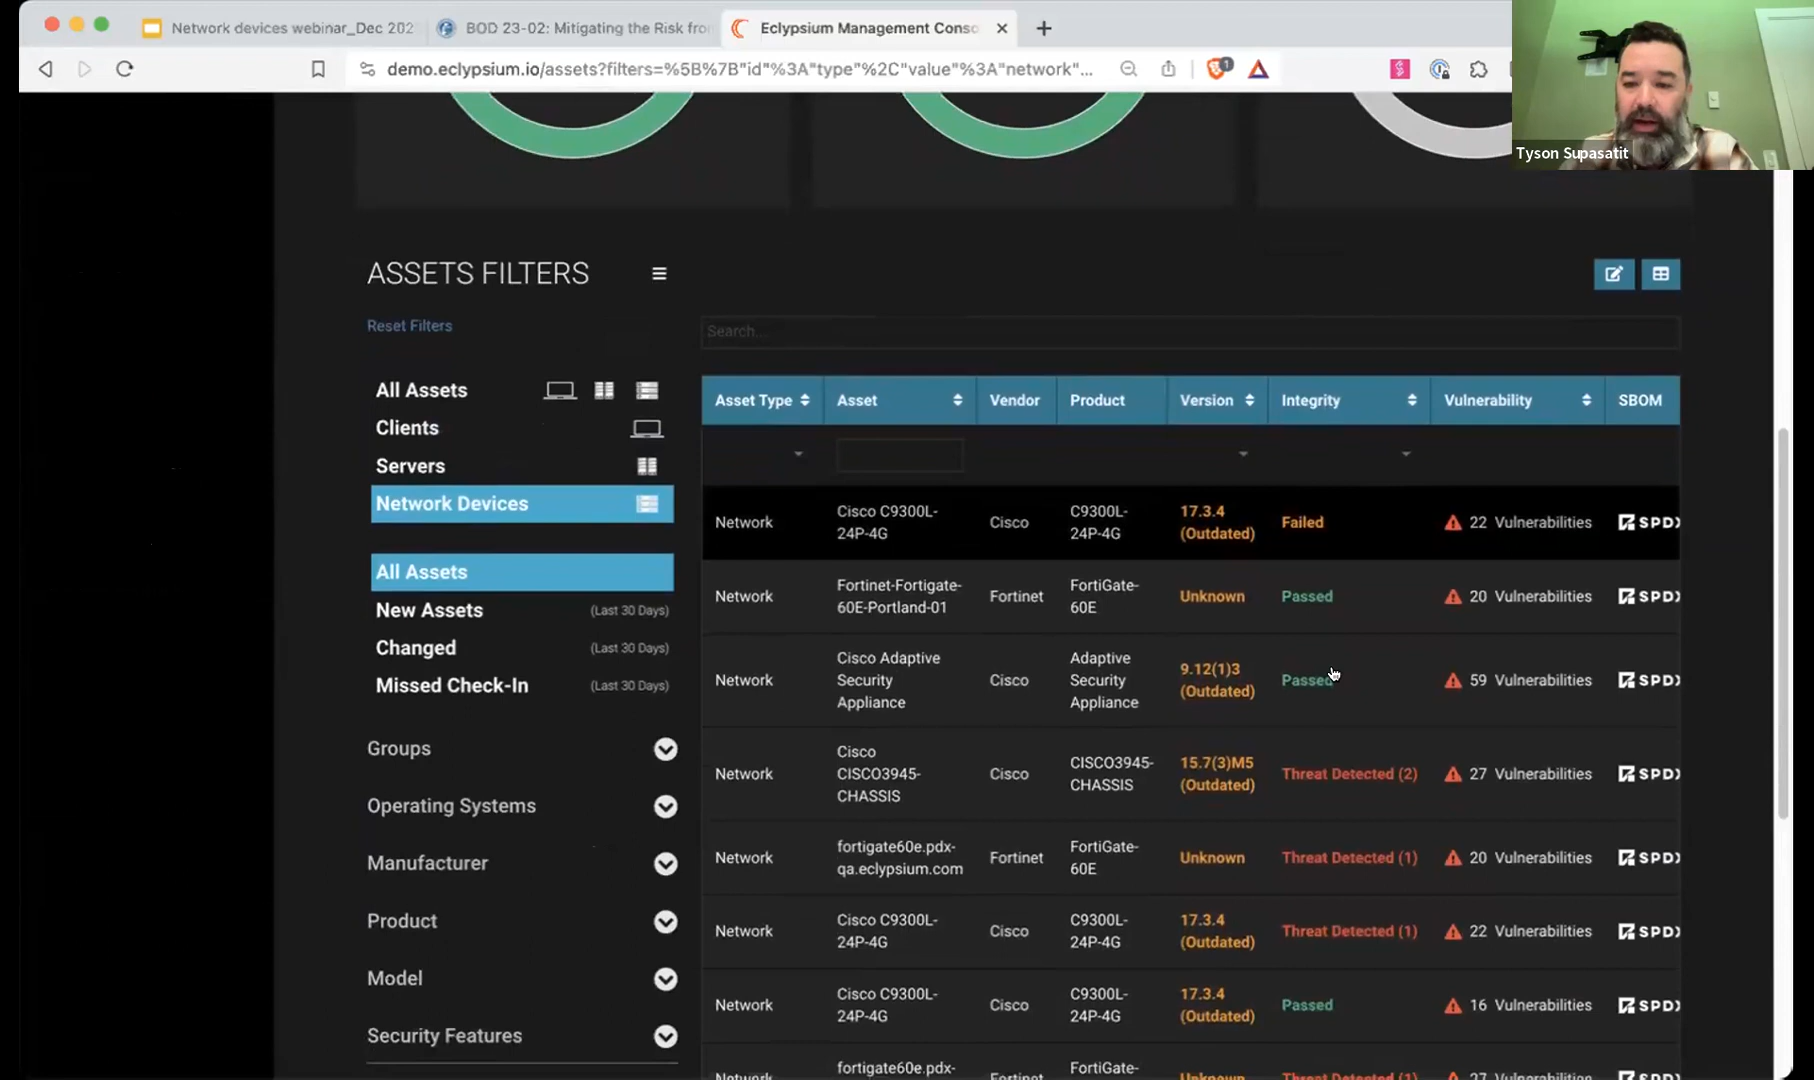 Network devices webinar_Dec 202
BOD 23-02: Mitigating the Risk fro
Eclypsium Management Conso
demo.eclypsium.io/assets?filters=%5B%7B"id"%3A"type"%2C"value"%3A"network"...
1
Tyson Supasatit
ASSETS FILTERS
Reset Filters
Search...
All Assets
Clients
Servers
Network Devices
All Assets
New Assets (Last 30 Days)
Changed (Last 30 Days)
Missed Check-In (Last 30 Days)
Groups
Operating Systems
Manufacturer
Product
Model
Security Features
Asset Type Asset Vendor Product Version Integrity Vulnerability SBOM
Network Cisco C9300L- Cisco C9300L- 17.3.4 Failed 22 Vulnerabilities SPDX
24P-4G 24P-4G (Outdated)
Network Fortinet-Fortigate- Fortinet FortiGate- Unknown Passed 20 Vulnerabilities SPDX
60E-Portland-01 60E
Cisco Adaptive Adaptive 9.12(1)3
Network Security Cisco Security (Outdated) Passed 59 Vulnerabilities SPDX
Appliance Appliance
Cisco CISCO3945- 15.7(3)M5
Network CISCO3945- Cisco CHASSIS (Outdated) Threat Detected (2) 27 Vulnerabilities SPDX
CHASSIS
Network fortigate60e.pdx- Fortinet FortiGate- Unknown Threat Detected (1) 20 Vulnerabilities SPDX
qa.eclypsium.com 60E
Network Cisco C9300L- Cisco C9300L- 17.3.4 Threat Detected (1) 22 Vulnerabilities SPDX
24P-4G 24P-4G (Outdated)
Network Cisco C9300L- Cisco C9300L- 17.3.4 Passed 16 Vulnerabilities SPDX
24P-4G 24P-4G (Outdated)
fortigate60e.pdx- FortiGate-
Network Fortinet Unknown Threat Detected (1) 27 Vulnerabilities